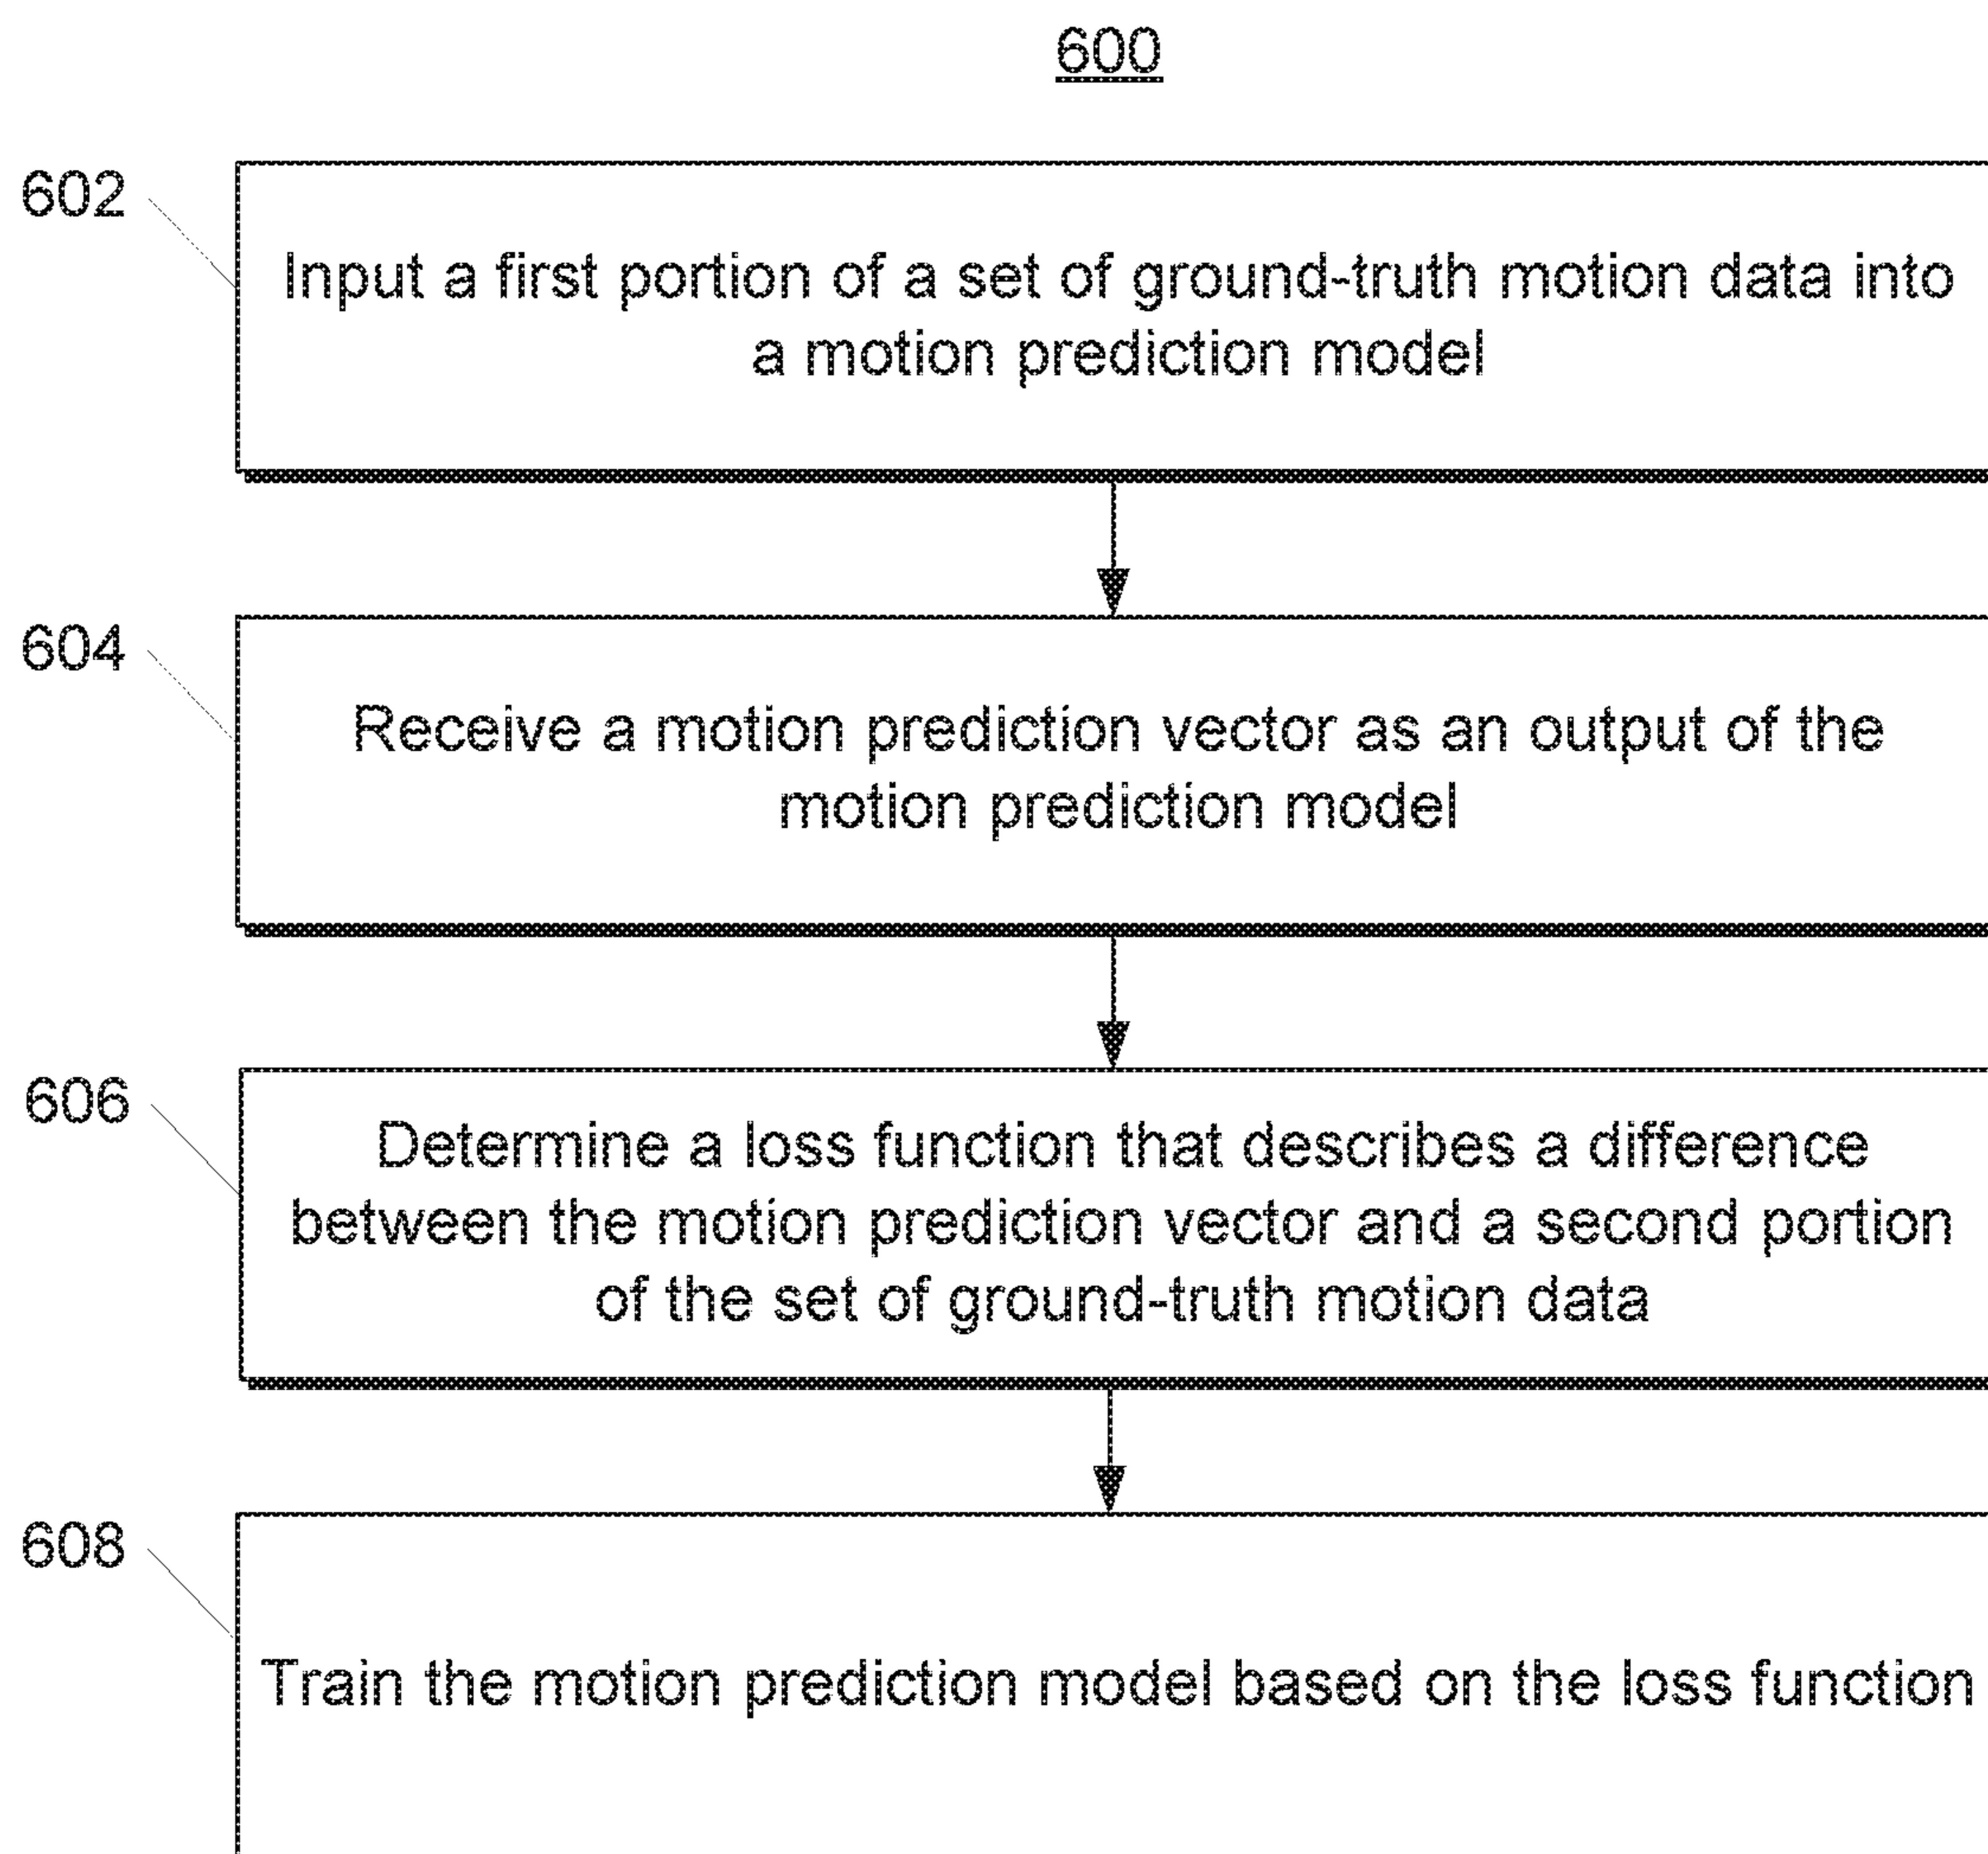 600
602
Input a first portion of a set of ground-truth motion data into
a motion prediction model
604
Receive a motion prediction vector as an output of the
motion prediction model
606
Determine a loss function that describes a difference
between the motion prediction vector and a second portion
of the set of ground-truth motion data
608
Train the motion prediction model based on the loss function